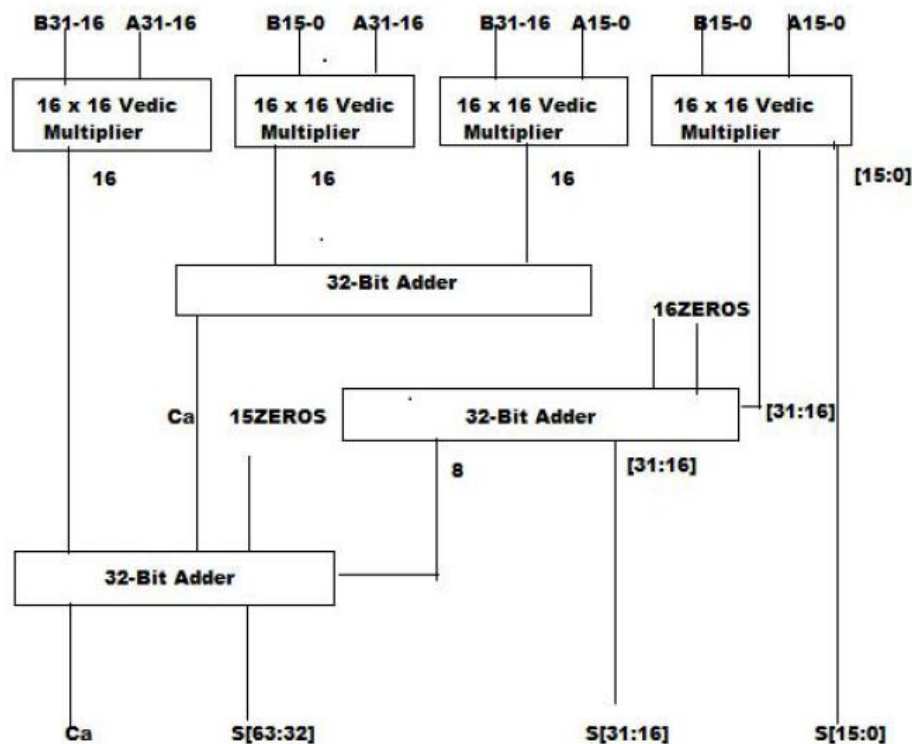 B31-16 A31-16 B15-0 A31-16 B31-16 A15-0 B15-0 A15-0
16 x 16 Vedic
Multiplier
16 x 16 Vedic
Multiplier
16 x 16 Vedic
Multiplier
16 x 16 Vedic
Multiplier
16 16 16 [15:0]
32-Bit Adder
16ZEROS
Ca 15ZEROS 32-Bit Adder [31:16]
8 [31:16]
32-Bit Adder
Ca S[63:32] S[31:16] S[15:0]